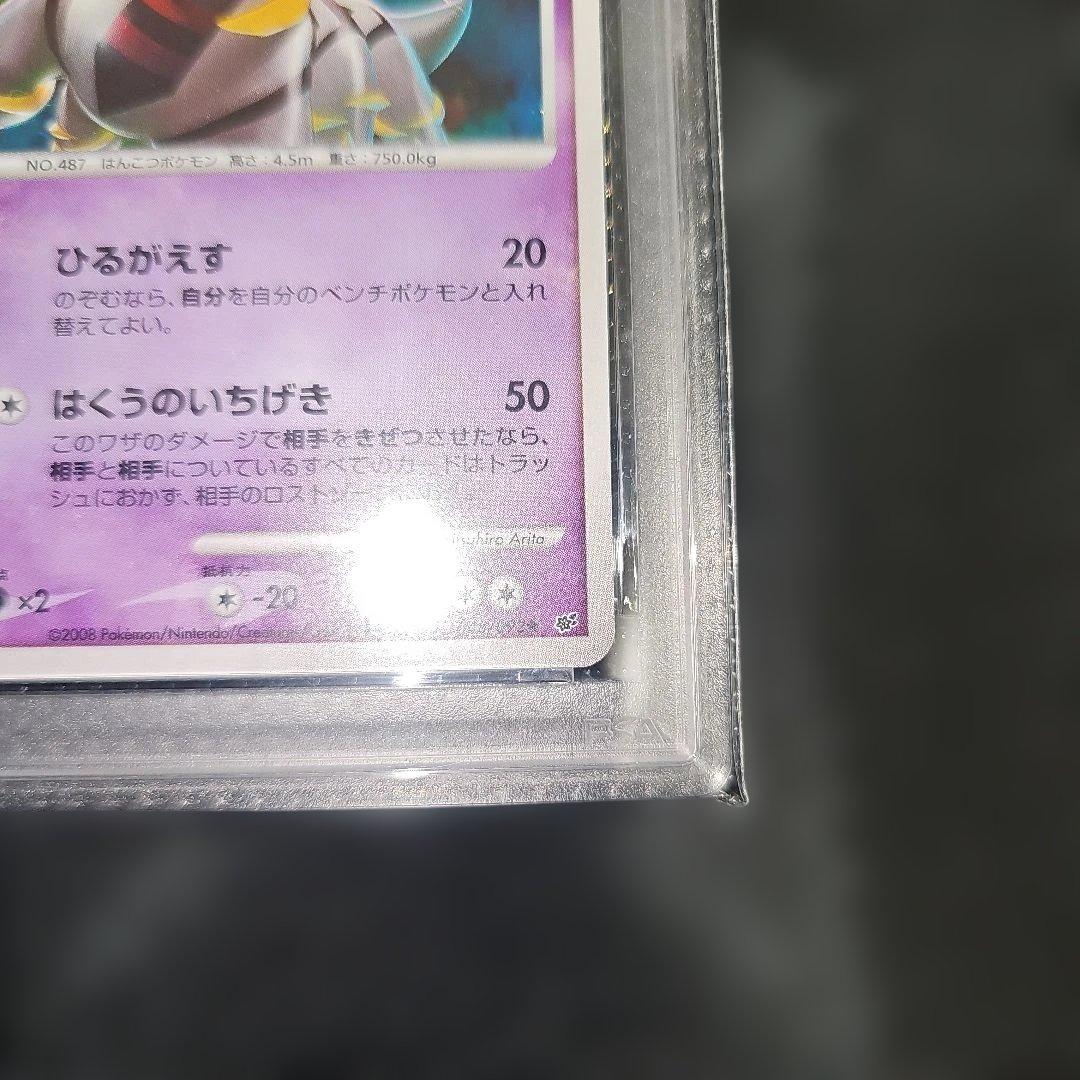 NO.487 はんこつポケモン 高さ:4.5m 重さ:750.0kg
ひるがえす 20
のぞむなら、自分を自分のベンチポケモンと入れ
替えてよい。
はくうのいちげき 50
このワザのダメージで相手をきぜつさせたなら、
相手と相手についているすべてのカードはトラッ
シュにおかず、相手のロスト
Arita
×2
抵抗力
-20
©2008 Pokémon/Nintendo/
PSA